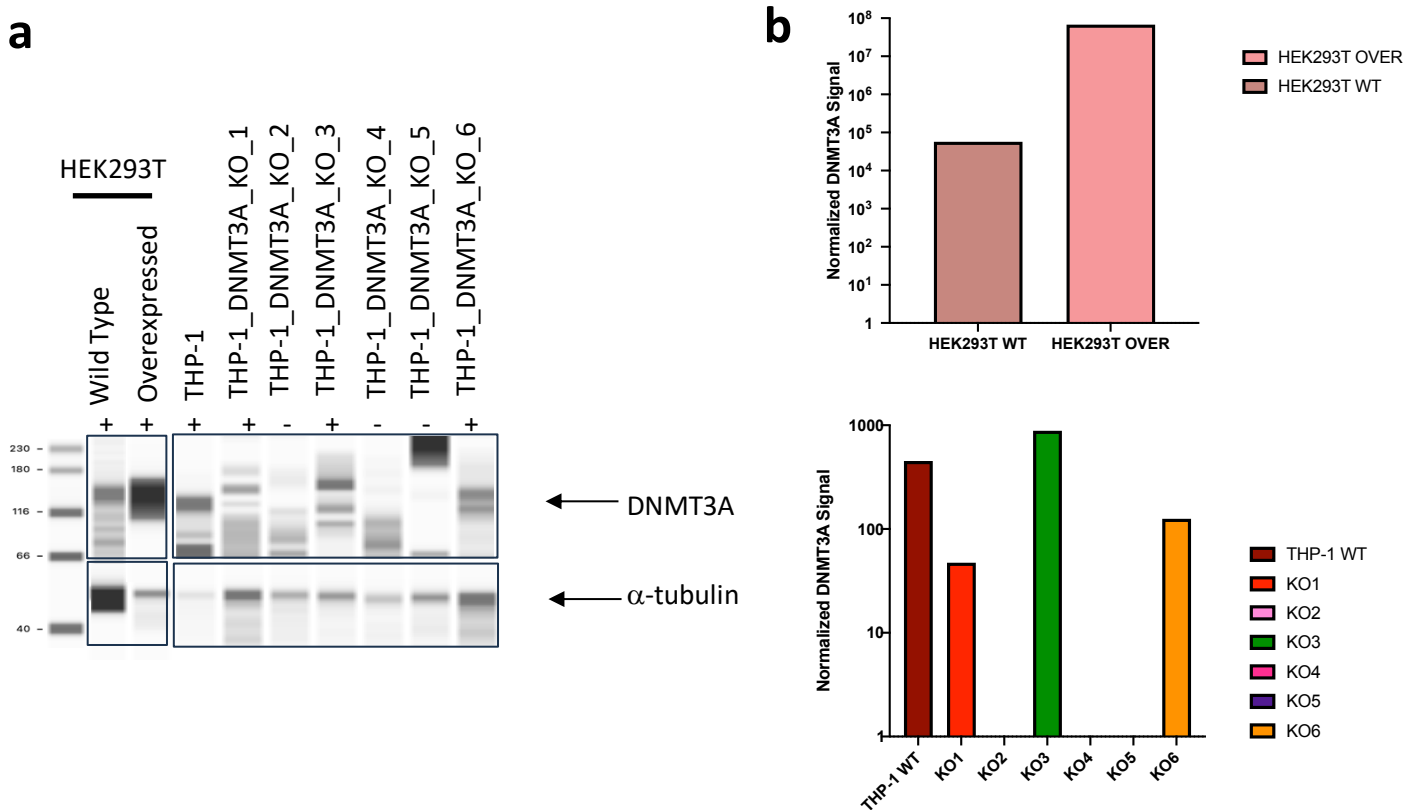 a
HEK293T
Wild Type
Overexpressed
THP-1
THP-1_DNMT3A_KO_1
THP-1_DNMT3A_KO_2
THP-1_DNMT3A_KO_3
THP-1_DNMT3A_KO_4
THP-1_DNMT3A_KO_5
THP-1_DNMT3A_KO_6
+ + + + - + - - +
230 -
180 -
116 -
66 -
40 -
DNMT3A
α-tubulin
b
Normalized DNMT3A Signal
10⁸
10⁷
10⁶
10⁵
10⁴
10³
10²
10¹
1
HEK293T WT
HEK293T OVER
HEK293T OVER
HEK293T WT
Normalized DNMT3A Signal
1000
100
10
1
THP-1 WT
KO1
KO2
KO3
KO4
KO5
KO6
THP-1 WT
KO1
KO2
KO3
KO4
KO5
KO6